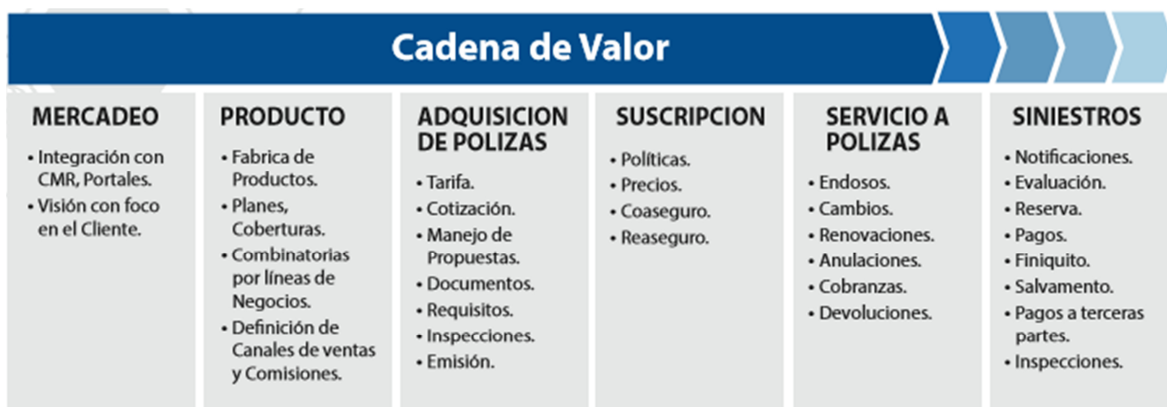 Cadena de Valor
MERCADEO
• Integración con
CMR, Portales.
• Visión con foco
en el Cliente.
PRODUCTO
• Fabrica de
Productos.
• Planes,
Coberturas.
• Combinatorias
por líneas de
Negocios.
• Definición de
Canales de ventas
y Comisiones.
ADQUISICION
DE POLIZAS
• Tarifa.
• Cotización.
• Manejo de
Propuestas.
• Documentos.
• Requisitos.
• Inspecciones.
• Emisión.
SUSCRIPCION
• Políticas.
• Precios.
• Coaseguro.
• Reaseguro.
SERVICIO A
POLIZAS
• Endosos.
• Cambios.
• Renovaciones.
• Anulaciones.
• Cobranzas.
• Devoluciones.
SINIESTROS
• Notificaciones.
• Evaluación.
• Reserva.
• Pagos.
• Finiquito.
• Salvamento.
• Pagos a terceras
partes.
• Inspecciones.